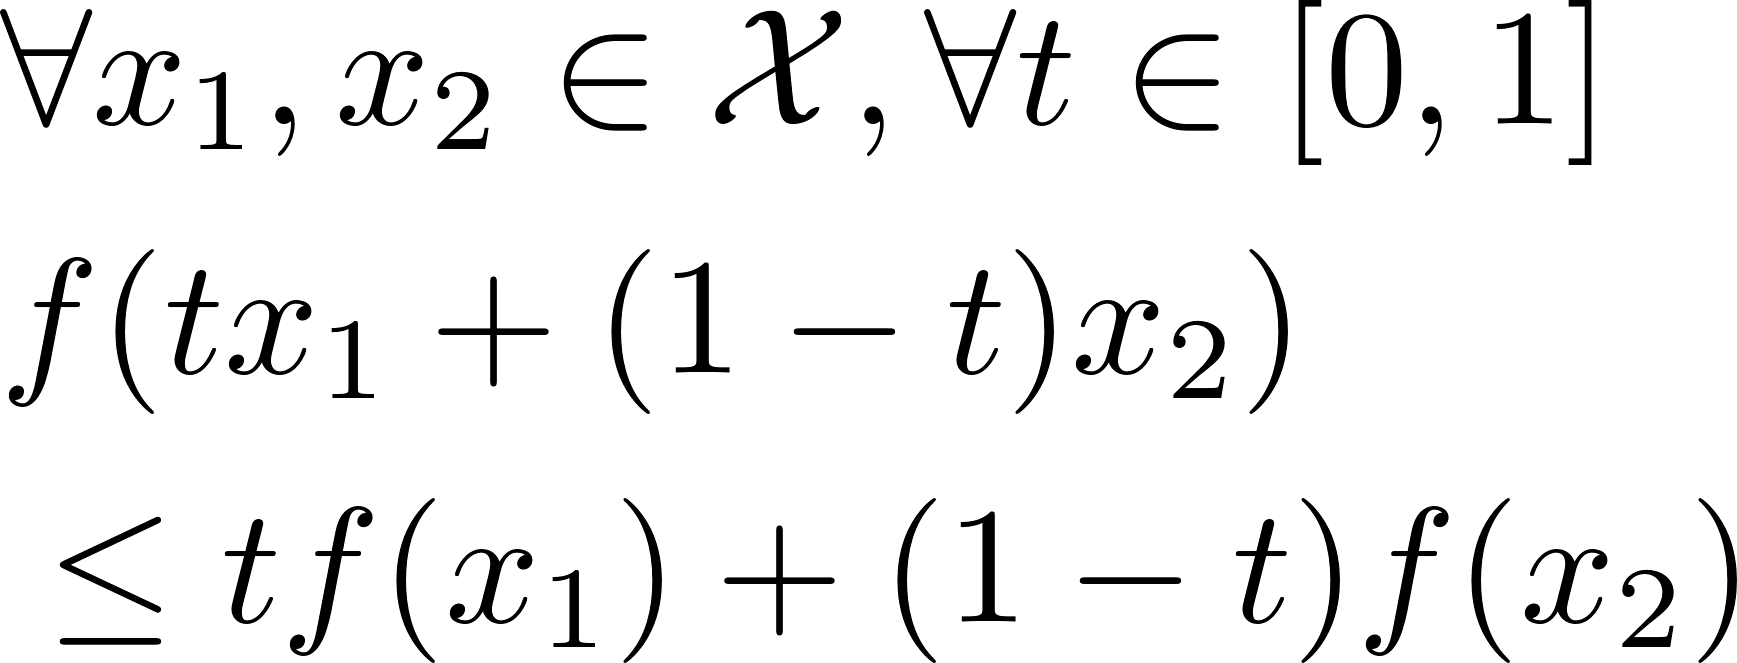 ∀x₁, x₂ ∈ 𝒳, ∀t ∈ [0, 1]
f(tx₁ + (1 − t)x₂)
≤ tf(x₁) + (1 − t)f(x₂)